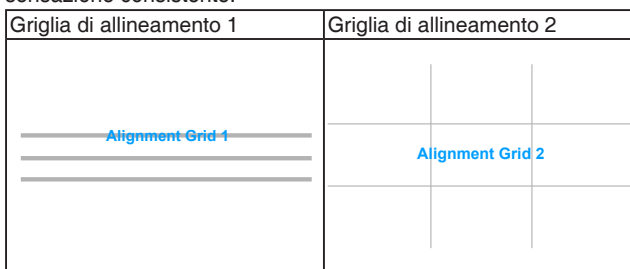 Griglia di allineamento 1
Griglia di allineamento 2
Alignment Grid 1
Alignment Grid 2